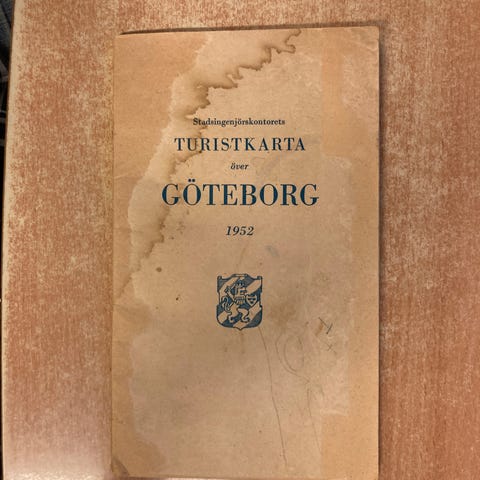 Stadsingenjörskontorets
TURISTKARTA
över
GÖTEBORG
1952